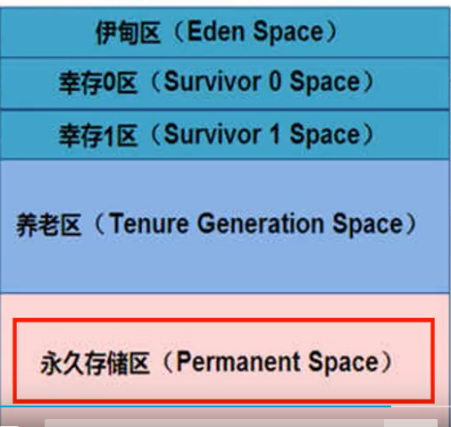 伊甸区（Eden Space）
幸存0区（Survivor 0 Space）
幸存1区（Survivor 1 Space）
养老区（Tenure Generation Space）
永久存储区（Permanent Space）